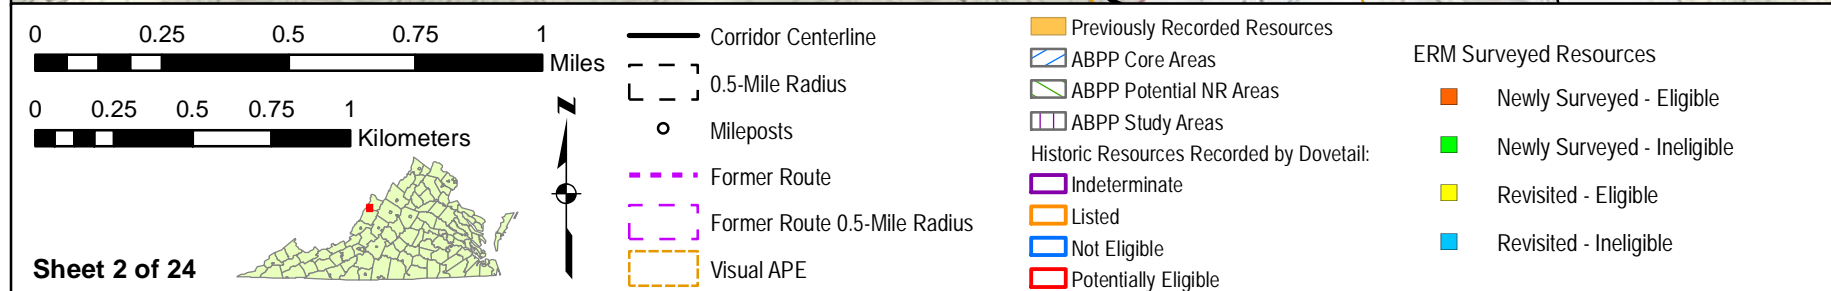 0 0.25 0.5 0.75 1
Miles
0 0.25 0.5 0.75 1
Kilometers
Sheet 2 of 24
Z
Corridor Centerline
0.5-Mile Radius
Mileposts
Former Route
Former Route 0.5-Mile Radius
Visual APE
Previously Recorded Resources
ABPP Core Areas
ABPP Potential NR Areas
ABPP Study Areas
Historic Resources Recorded by Dovetail:
Indeterminate
Listed
Not Eligible
Potentially Eligible
ERM Surveyed Resources
Newly Surveyed - Eligible
Newly Surveyed - Ineligible
Revisited - Eligible
Revisited - Ineligible